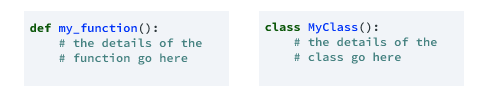 def my_function():
    # the details of the
    # function go here
class MyClass():
    # the details of the
    # class go here